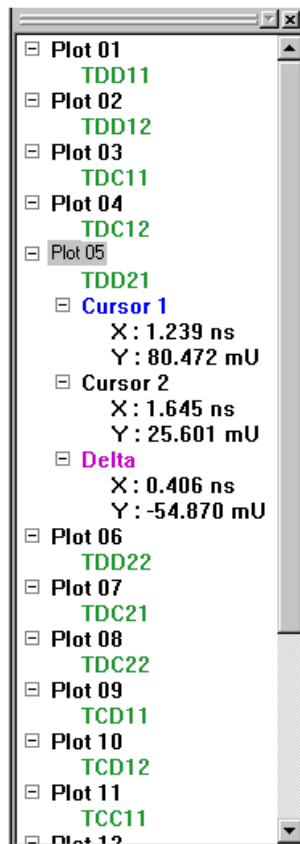 Plot 01
TDD11
Plot 02
TDD12
Plot 03
TDC11
Plot 04
TDC12
Plot 05
TDD21
Cursor 1
X : 1.239 ns
Y : 80.472 mU
Cursor 2
X : 1.645 ns
Y : 25.601 mU
Delta
X : 0.406 ns
Y : -54.870 mU
Plot 06
TDD22
Plot 07
TDC21
Plot 08
TDC22
Plot 09
TCD11
Plot 10
TCD12
Plot 11
TCC11
Plot 12